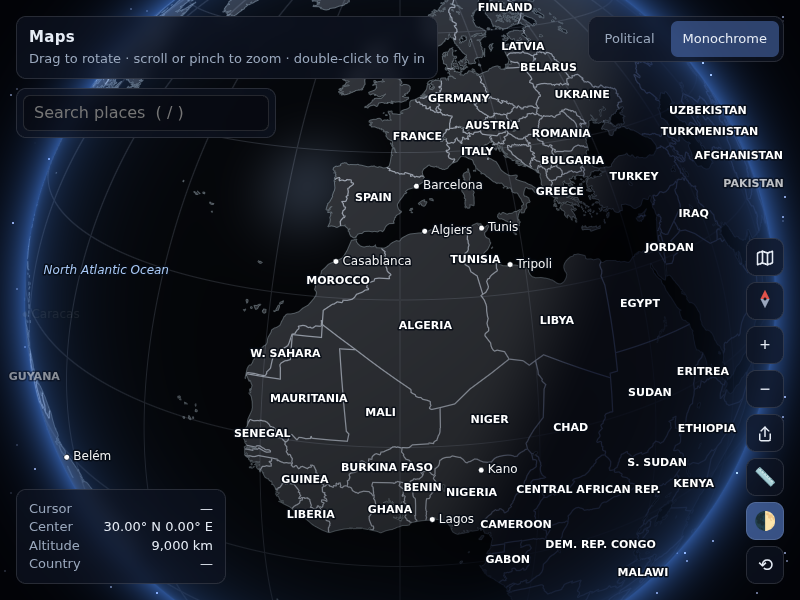 Maps
Drag to rotate · scroll or pinch to zoom · double-click to fly in
Political
Monochrome
Search places ( / )
FINLAND
LATVIA
BELARUS
GERMANY
UKRAINE
UZBEKISTAN
AUSTRIA
TURKMENISTAN
FRANCE
ROMANIA
ITALY
AFGHANISTAN
BULGARIA
TURKEY
PAKISTAN
Barcelona
GREECE
SPAIN
IRAQ
Tunis
Algiers
JORDAN
Casablanca
TUNISIA
Tripoli
North Atlantic Ocean
MOROCCO
EGYPT
Caracas
LIBYA
ALGERIA
W. SAHARA
ERITREA
GUYANA
SUDAN
MAURITANIA
MALI
NIGER
CHAD
ETHIOPIA
SENEGAL
Belém
S. SUDAN
BURKINA FASO
Kano
GUINEA
KENYA
BENIN
NIGERIA
CENTRAL AFRICAN REP.
LIBERIA
GHANA
Lagos
CAMEROON
DEM. REP. CONGO
GABON
MALAWI
Cursor —
Center 30.00° N 0.00° E
Altitude 9,000 km
Country —
+
−